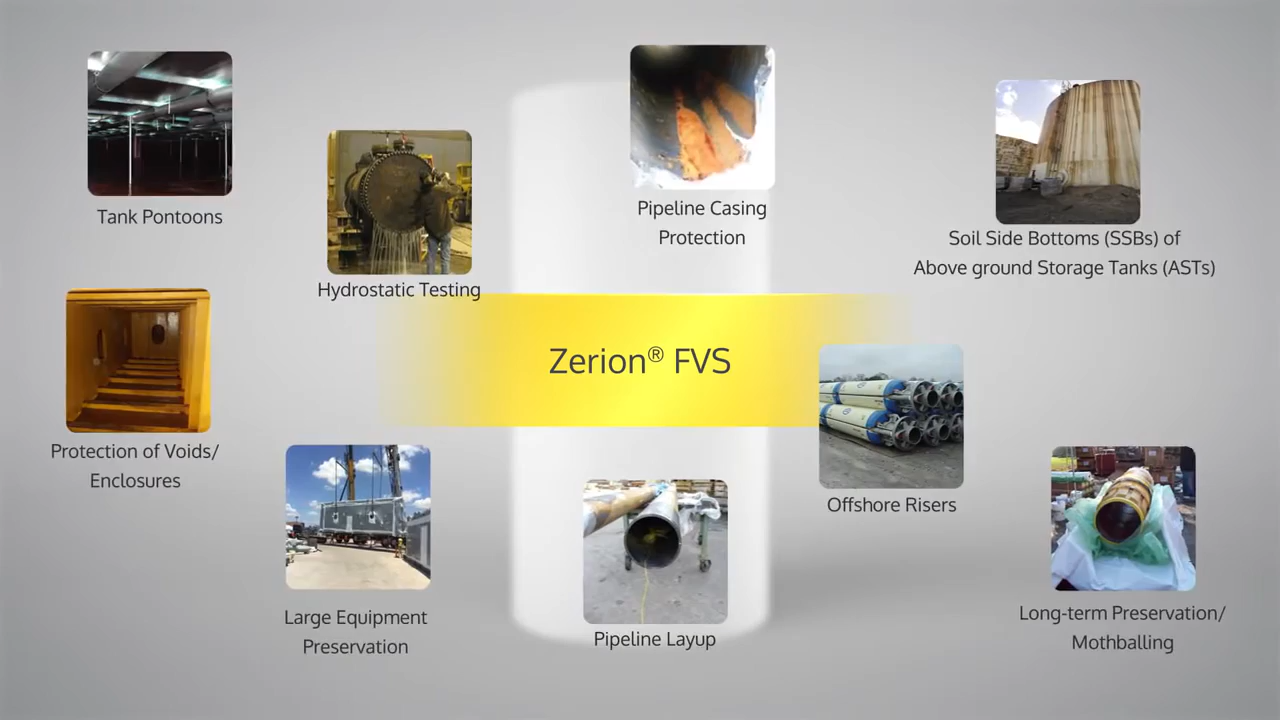 Tank Pontoons
Hydrostatic Testing
Pipeline Casing
Protection
Soil Side Bottoms (SSBs) of
Above ground Storage Tanks (ASTs)
Zerion® FVS
Protection of Voids/
Enclosures
Offshore Risers
Large Equipment
Preservation
Pipeline Layup
Long-term Preservation/
Mothballing